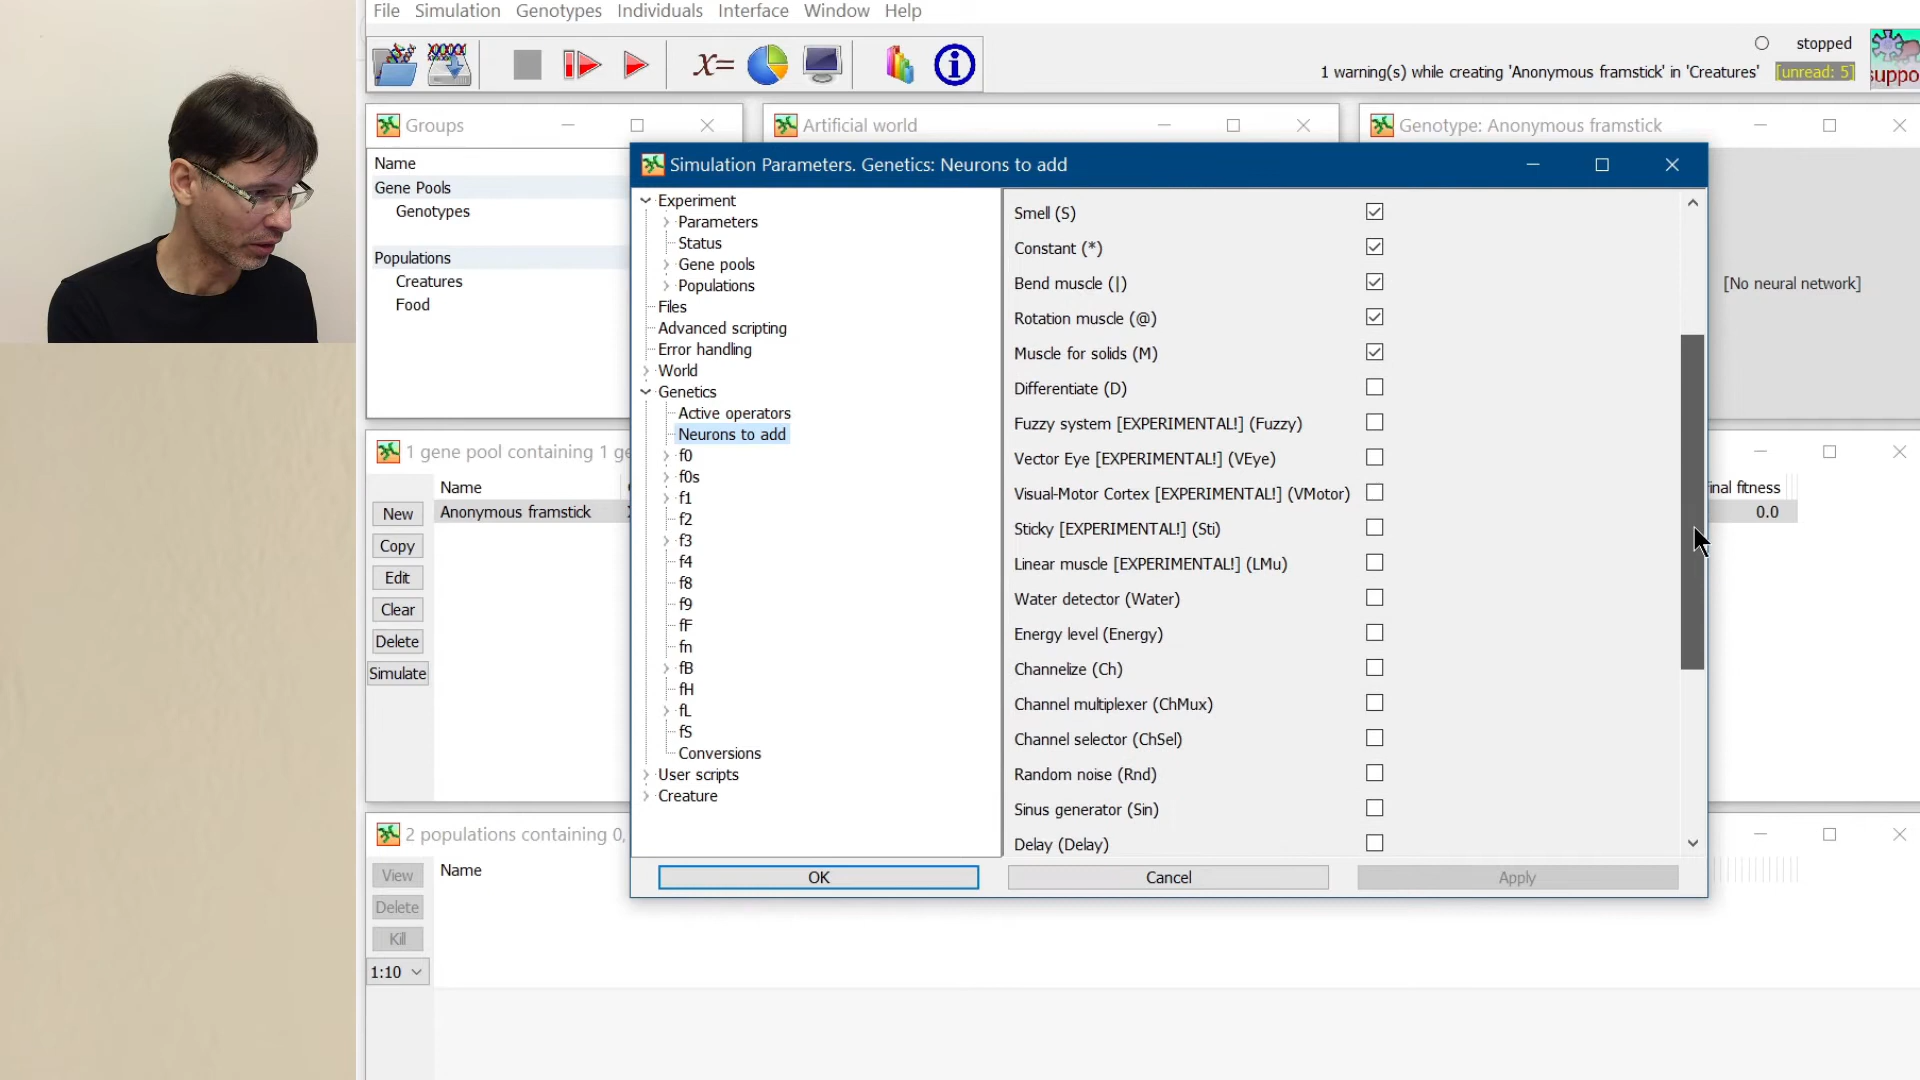 File Simulation Genotypes Individuals Interface Window Help
x=
stopped
1 warning(s) while creating 'Anonymous framstick' in 'Creatures' [unread: 5]
suppo
Groups
Artificial world
Genotype: Anonymous framstick
Name
Gene Pools
Genotypes
Populations
Creatures
Food
[No neural network]
Simulation Parameters. Genetics: Neurons to add
Experiment
Parameters
Status
Gene pools
Populations
Files
Advanced scripting
Error handling
World
Genetics
Active operators
Neurons to add
f0
f0s
f1
f2
f3
f4
f8
f9
fF
fn
fB
fH
fL
fS
Conversions
User scripts
Creature
Smell (S)
Constant (*)
Bend muscle (|)
Rotation muscle (@)
Muscle for solids (M)
Differentiate (D)
Fuzzy system [EXPERIMENTAL!] (Fuzzy)
Vector Eye [EXPERIMENTAL!] (VEye)
Visual-Motor Cortex [EXPERIMENTAL!] (VMotor)
Sticky [EXPERIMENTAL!] (Sti)
Linear muscle [EXPERIMENTAL!] (LMu)
Water detector (Water)
Energy level (Energy)
Channelize (Ch)
Channel multiplexer (ChMux)
Channel selector (ChSel)
Random noise (Rnd)
Sinus generator (Sin)
Delay (Delay)
OK Cancel Apply
1 gene pool containing 1 ge
Name
inal fitness
New
Anonymous framstick
0.0
Copy
Edit
Clear
Delete
Simulate
2 populations containing 0,
View
Name
Delete
Kill
1:10